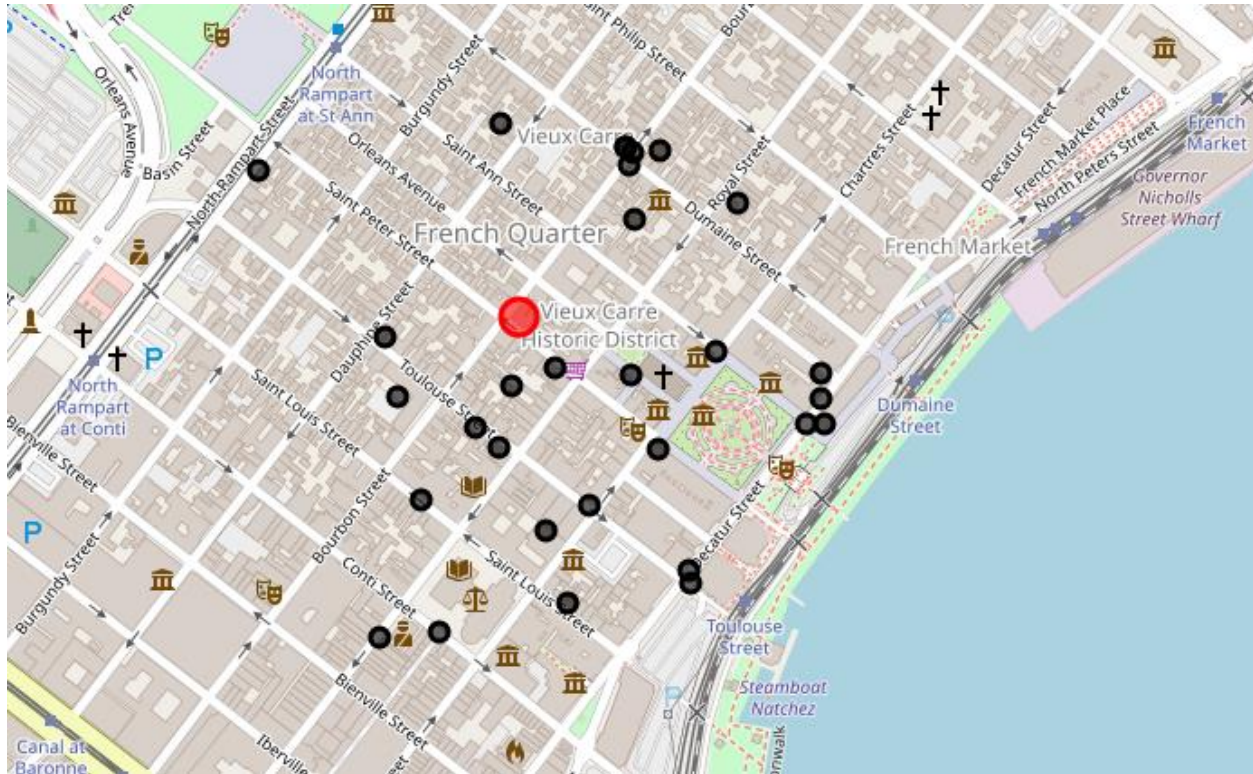 Saint Philip Street
Burgundy Street
Orleans Avenue
North
Rampart
at St Ann
Chartres Street
French Market Place
Decatur Street
French
Market
Vieux Carre
Saint Ann Street
Orleans Avenue
Basin Street
North Rampart Street
Royal Street
North Peters Street
Governor
Nicholls
Street Wharf
Saint Peter Street
Dumaine Street
French Quarter
French Market
Vieux Carre
Historic District
P
Dauphine Street
Toulouse Street
P
North
Rampart
at Conti
Saint Louis Street
Dumaine
Street
Bienville Street
Bourbon Street
Decatur Street
P
Burgundy Street
Conti Street
Saint Louis Street
Toulouse
Street
Bienville Street
P
Steamboat
Natchez
Canal at
Baronne
Iberville